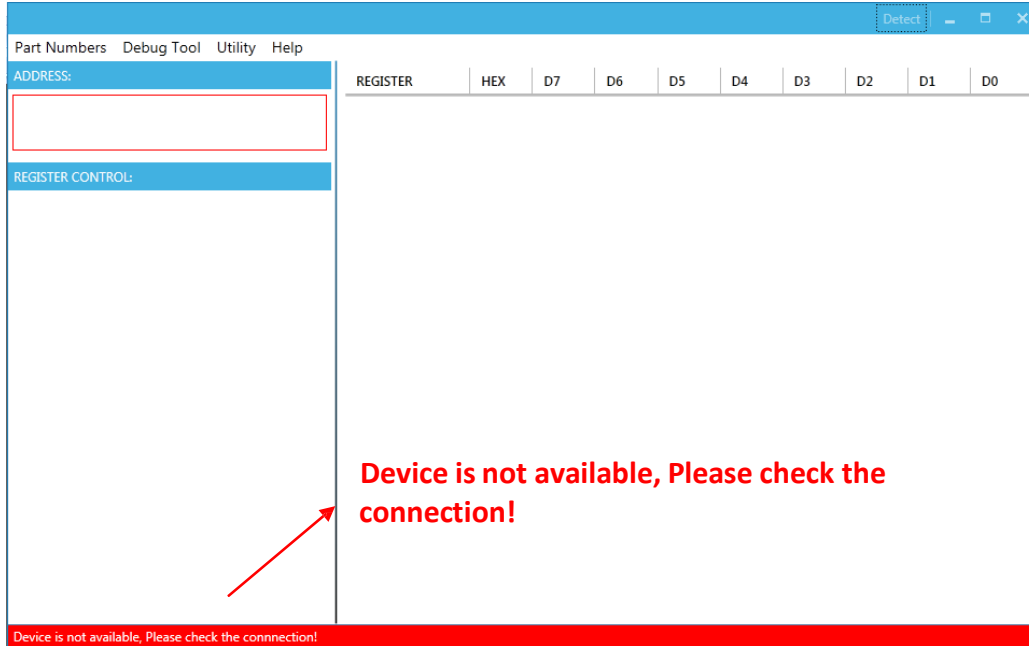 Detect
Part Numbers Debug Tool Utility Help
ADDRESS:
REGISTER HEX D7 D6 D5 D4 D3 D2 D1 D0
REGISTER CONTROL:
Device is not available, Please check the
connection!
Device is not available, Please check the connnection!